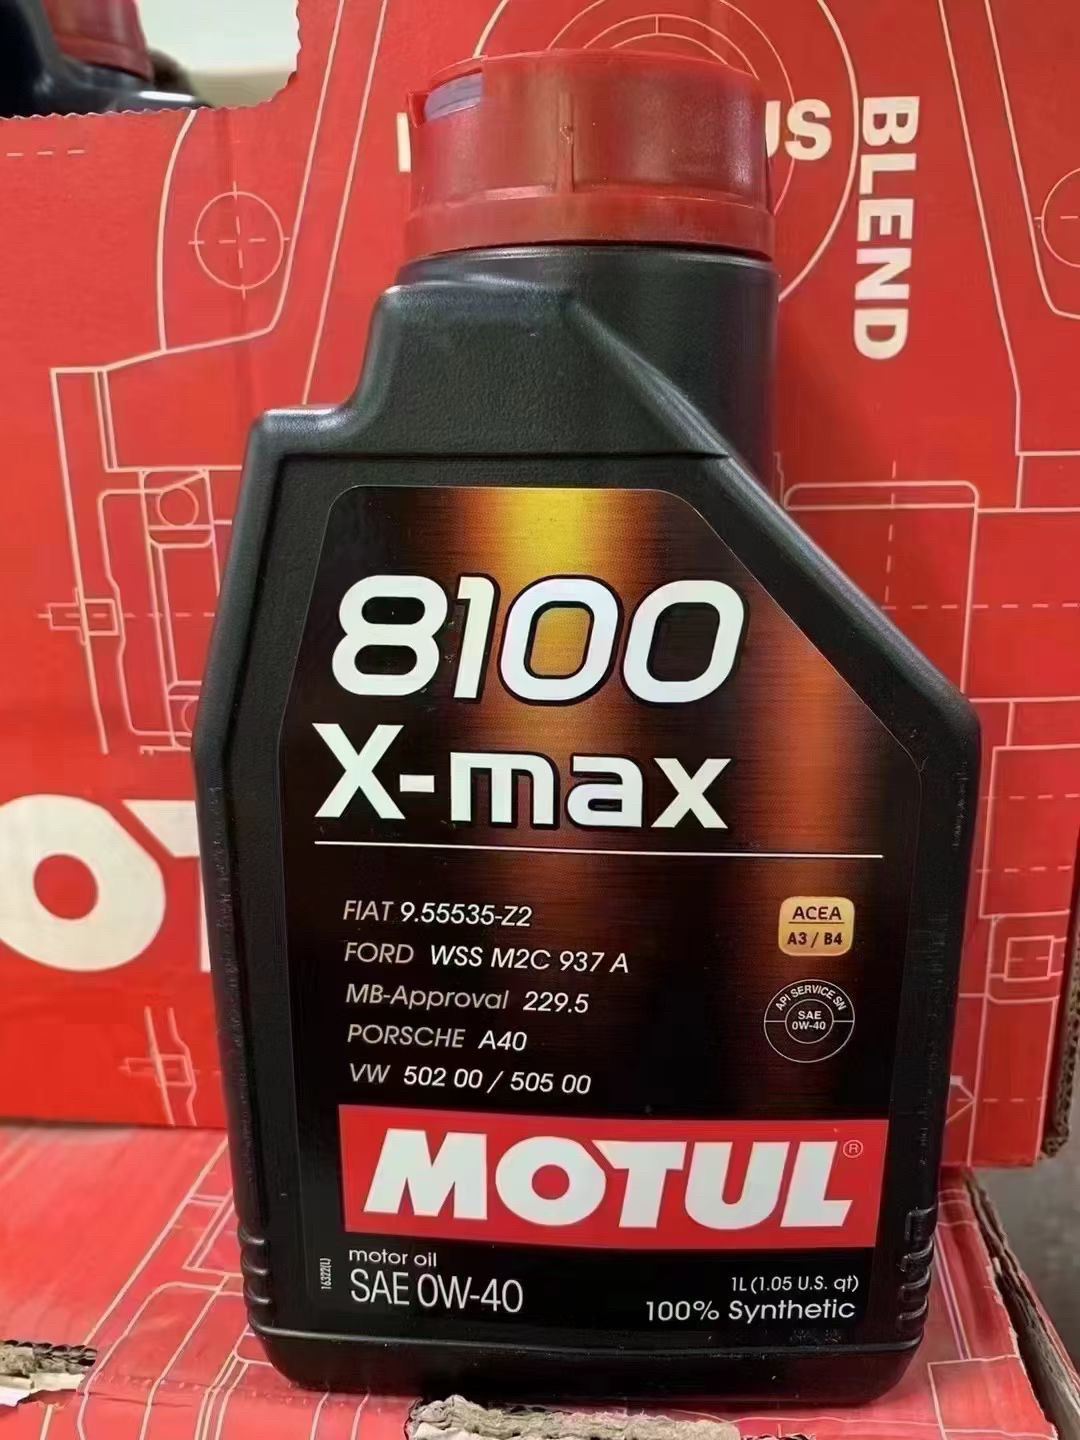 US
BLEND
8100
X-max
FIAT 9.55535-Z2
FORD WSS M2C 937 A
MB-Approval 229.5
PORSCHE A40
VW 502 00 / 505 00
ACEA
A3 / B4
API SERVICE SN
SAE
0W-40
MOTUL®
motor oil
SAE 0W-40
1L (1.05 U.S. qt)
100% Synthetic
OT